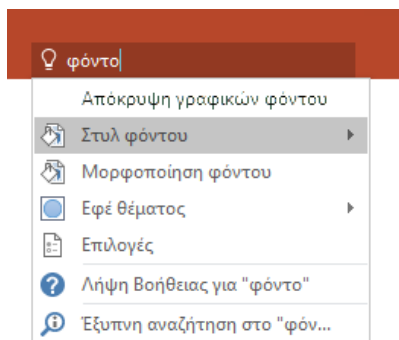 φόντο
Απόκρυψη γραφικών φόντου
Στυλ φόντου
Μορφοποίηση φόντου
Εφέ θέματος
Επιλογές
Λήψη Βοήθειας για "φόντο"
Έξυπνη αναζήτηση στο "φόν...